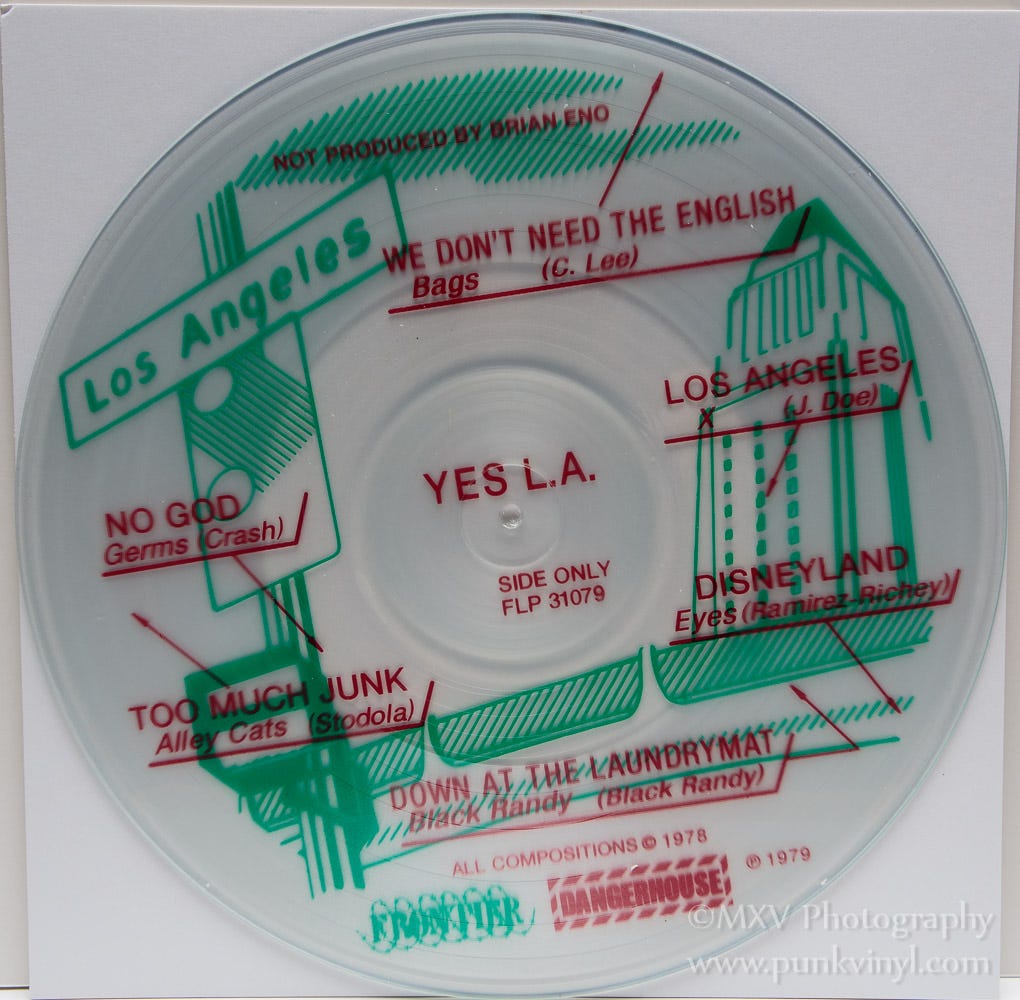 NOT PRODUCED BY BRIAN ENO
Los Angeles
WE DON'T NEED THE ENGLISH
Bags (C. Lee)
LOS ANGELES
X (J. Doe)
YES L.A.
NO GOD
Germs (Crash)
SIDE ONLY
FLP 31079
DISNEYLAND
Eyes (Ramirez-Richey)
TOO MUCH JUNK
Alley Cats (Stodola)
DOWN AT THE LAUNDRYMAT
Black Randy (Black Randy)
ALL COMPOSITIONS © 1978
℗ 1979
FRONTIER
DANGERHOUSE
©MXV Photography
www.punkvinyl.com